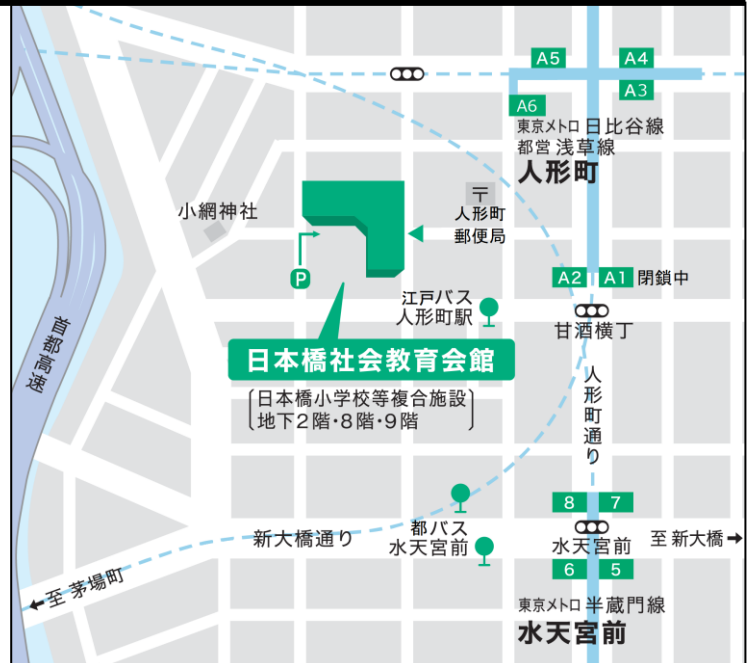 A5
A4
A3
A6
東京メトロ 日比谷線
都営 浅草線
人形町
〒
人形町
郵便局
小網神社
P
A2
A1 閉鎖中
江戸バス
人形町駅
甘酒横丁
首都高速
日本橋社会教育会館
日本橋小学校等複合施設
地下2階・8階・9階
人形町通り
8
7
都バス
水天宮前
新大橋通り
水天宮前
至 新大橋→
6
5
←至 茅場町
東京メトロ 半蔵門線
水天宮前